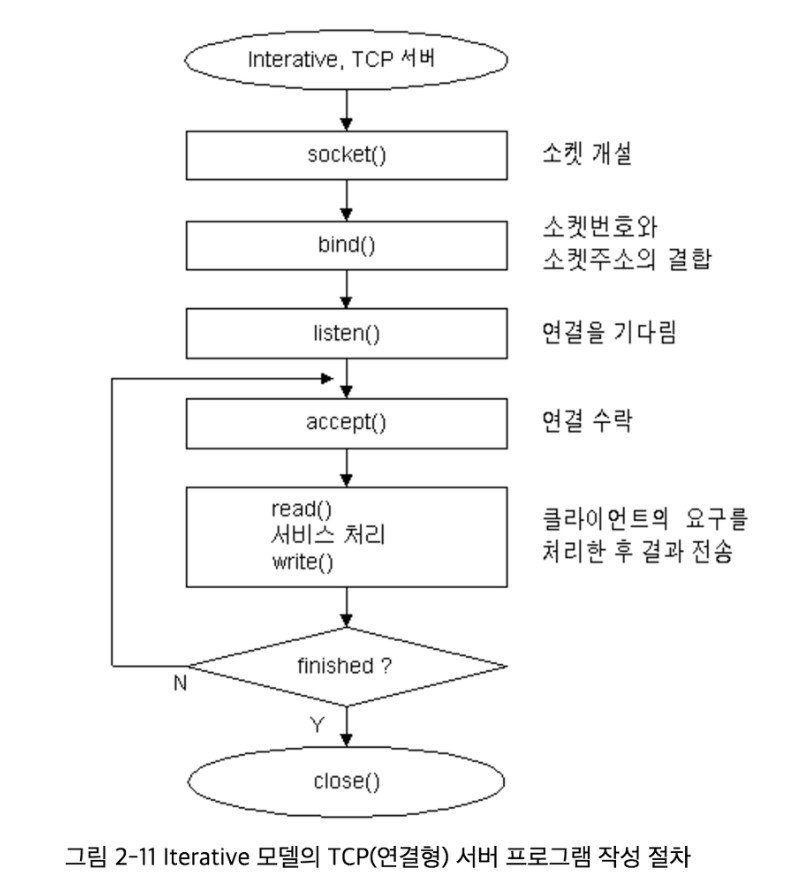 Interative, TCP 서버
socket()
소켓 개설
bind()
소켓번호와
소켓주소의 결합
listen()
연결을 기다림
accept()
연결 수락
read()
서비스 처리
write()
클라이언트의 요구를
처리한 후 결과 전송
finished ?
N
Y
close()
그림 2-11 Iterative 모델의 TCP(연결형) 서버 프로그램 작성 절차